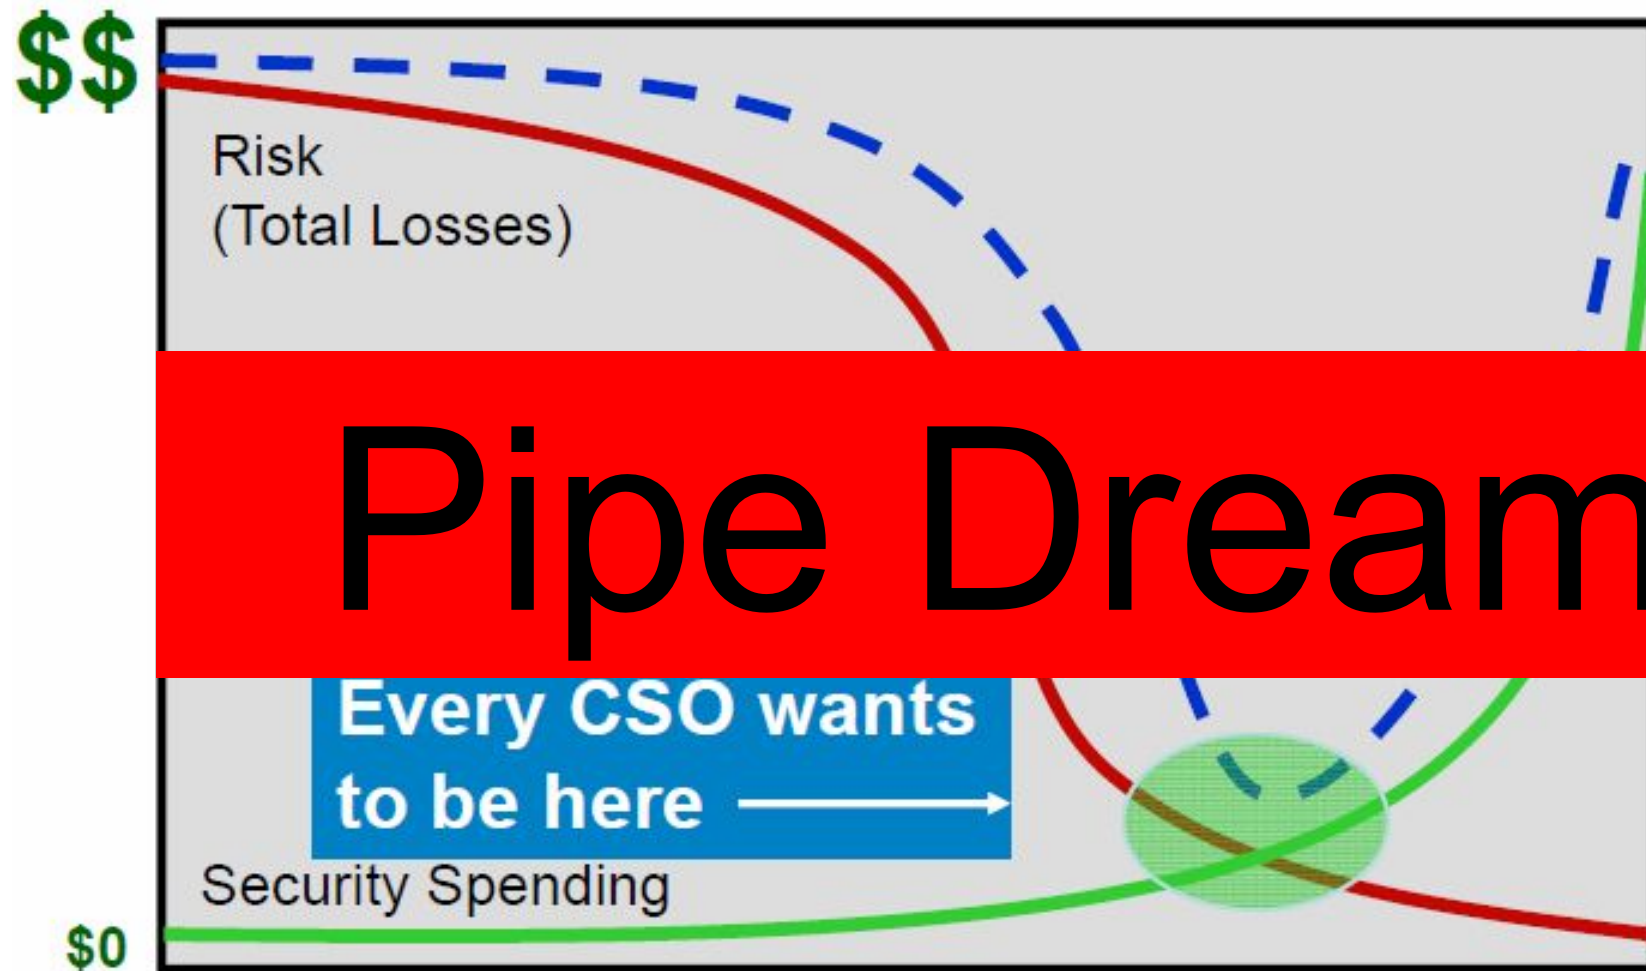 $$
Risk
(Total Losses)
Pipe Dream
Every CSO wants
to be here
Security Spending
$0